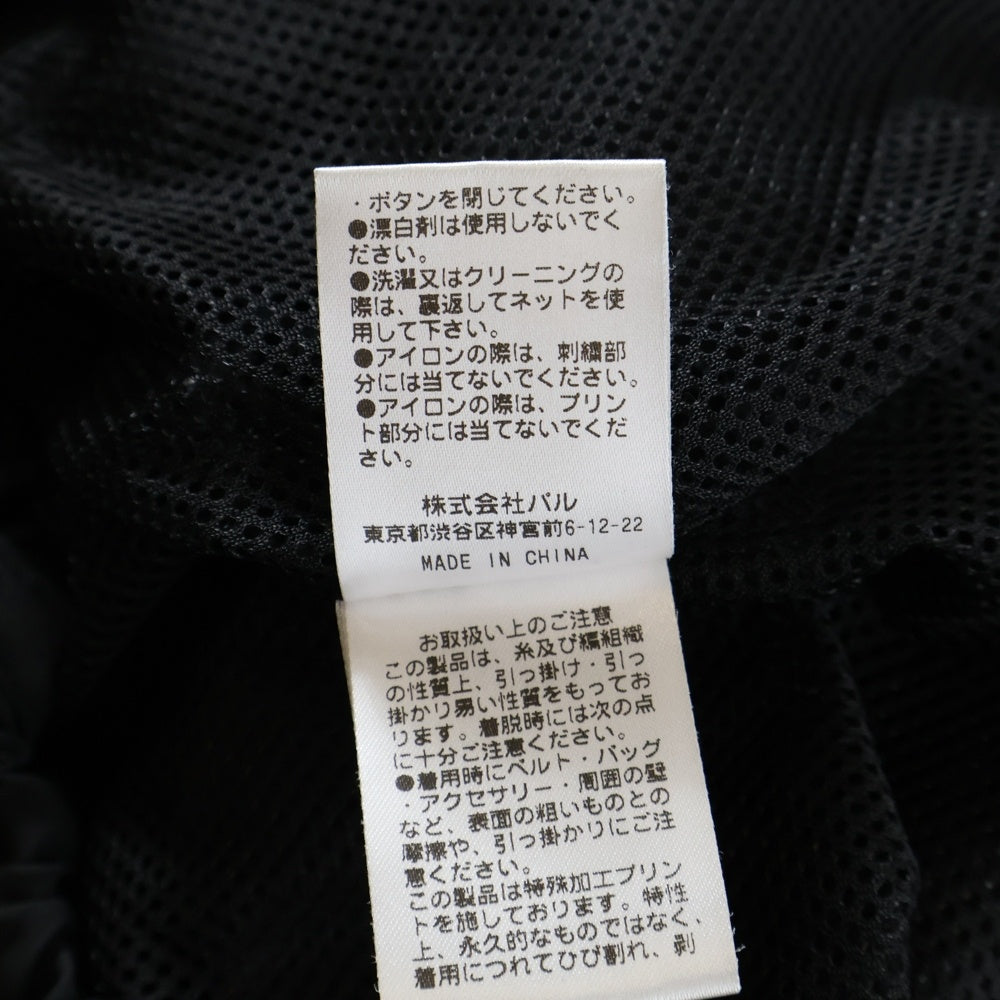 ・ボタンを閉じてください。
●漂白剤は使用しないでく
ださい。
●洗濯又はクリーニングの
際は、裏返してネットを使
用して下さい。
●アイロンの際は、刺繍部
分には当てないでください。
●アイロンの際は、プリン
ト部分には当てないでくだ
さい。
株式会社パル
東京都渋谷区神宮前6-12-22
MADE IN CHINA
お取扱い上のご注意
この製品は、糸及び編組織
の性質上、引っ掛け・引っ
掛かり易い性質をもってお
ります。着脱時には次の点
に十分ご注意ください。
●着用時にベルト・バッグ
・アクセサリー・周囲の壁
など、表面の粗いものとの
摩擦や、引っ掛かりにご注
意ください。
この製品は特殊加工プリン
トを施しております。特性
上、永久的なものではなく、
着用につれてひび割れ、剥